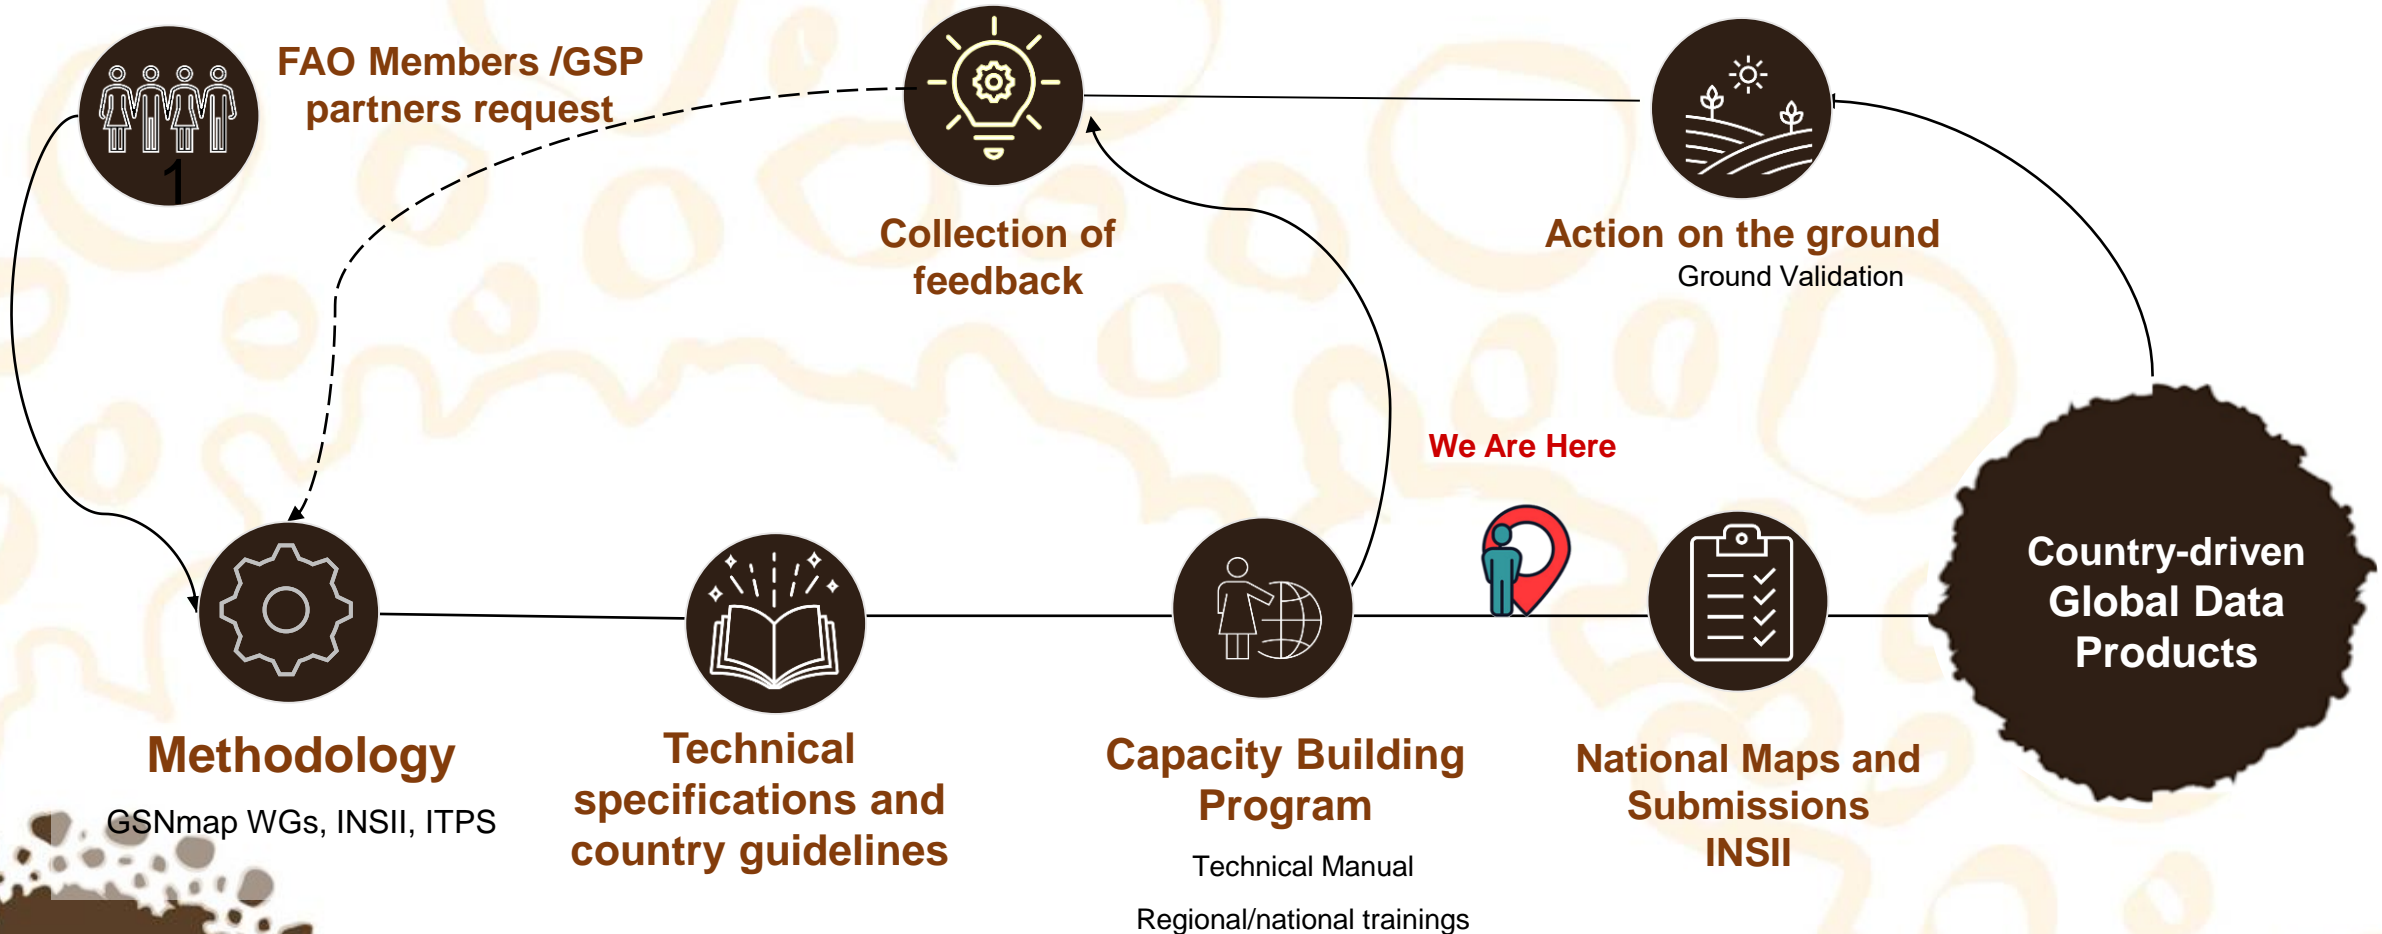 FAO Members /GSP
partners request
1
Collection of
feedback
Action on the ground
Ground Validation
We Are Here
Country-driven
Global Data
Products
Methodology
GSNmap WGs, INSII, ITPS
Technical
specifications and
country guidelines
Capacity Building
Program
Technical Manual
Regional/national trainings
National Maps and
Submissions
INSII